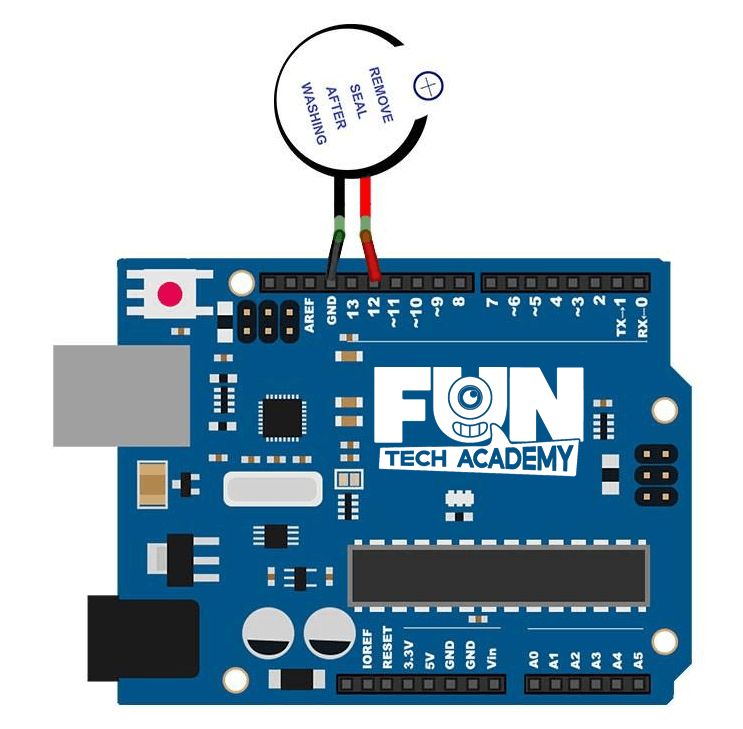 REMOVE
SEAL
AFTER
WASHING
AREF
GND
13
12
~11
~10
~9
8
7
~6
~5
4
~3
2
TX→1
RX←0
FUN
TECH ACADEMY
IOREF
RESET
3.3V
5V
GND
GND
Vin
A0
A1
A2
A3
A4
A5